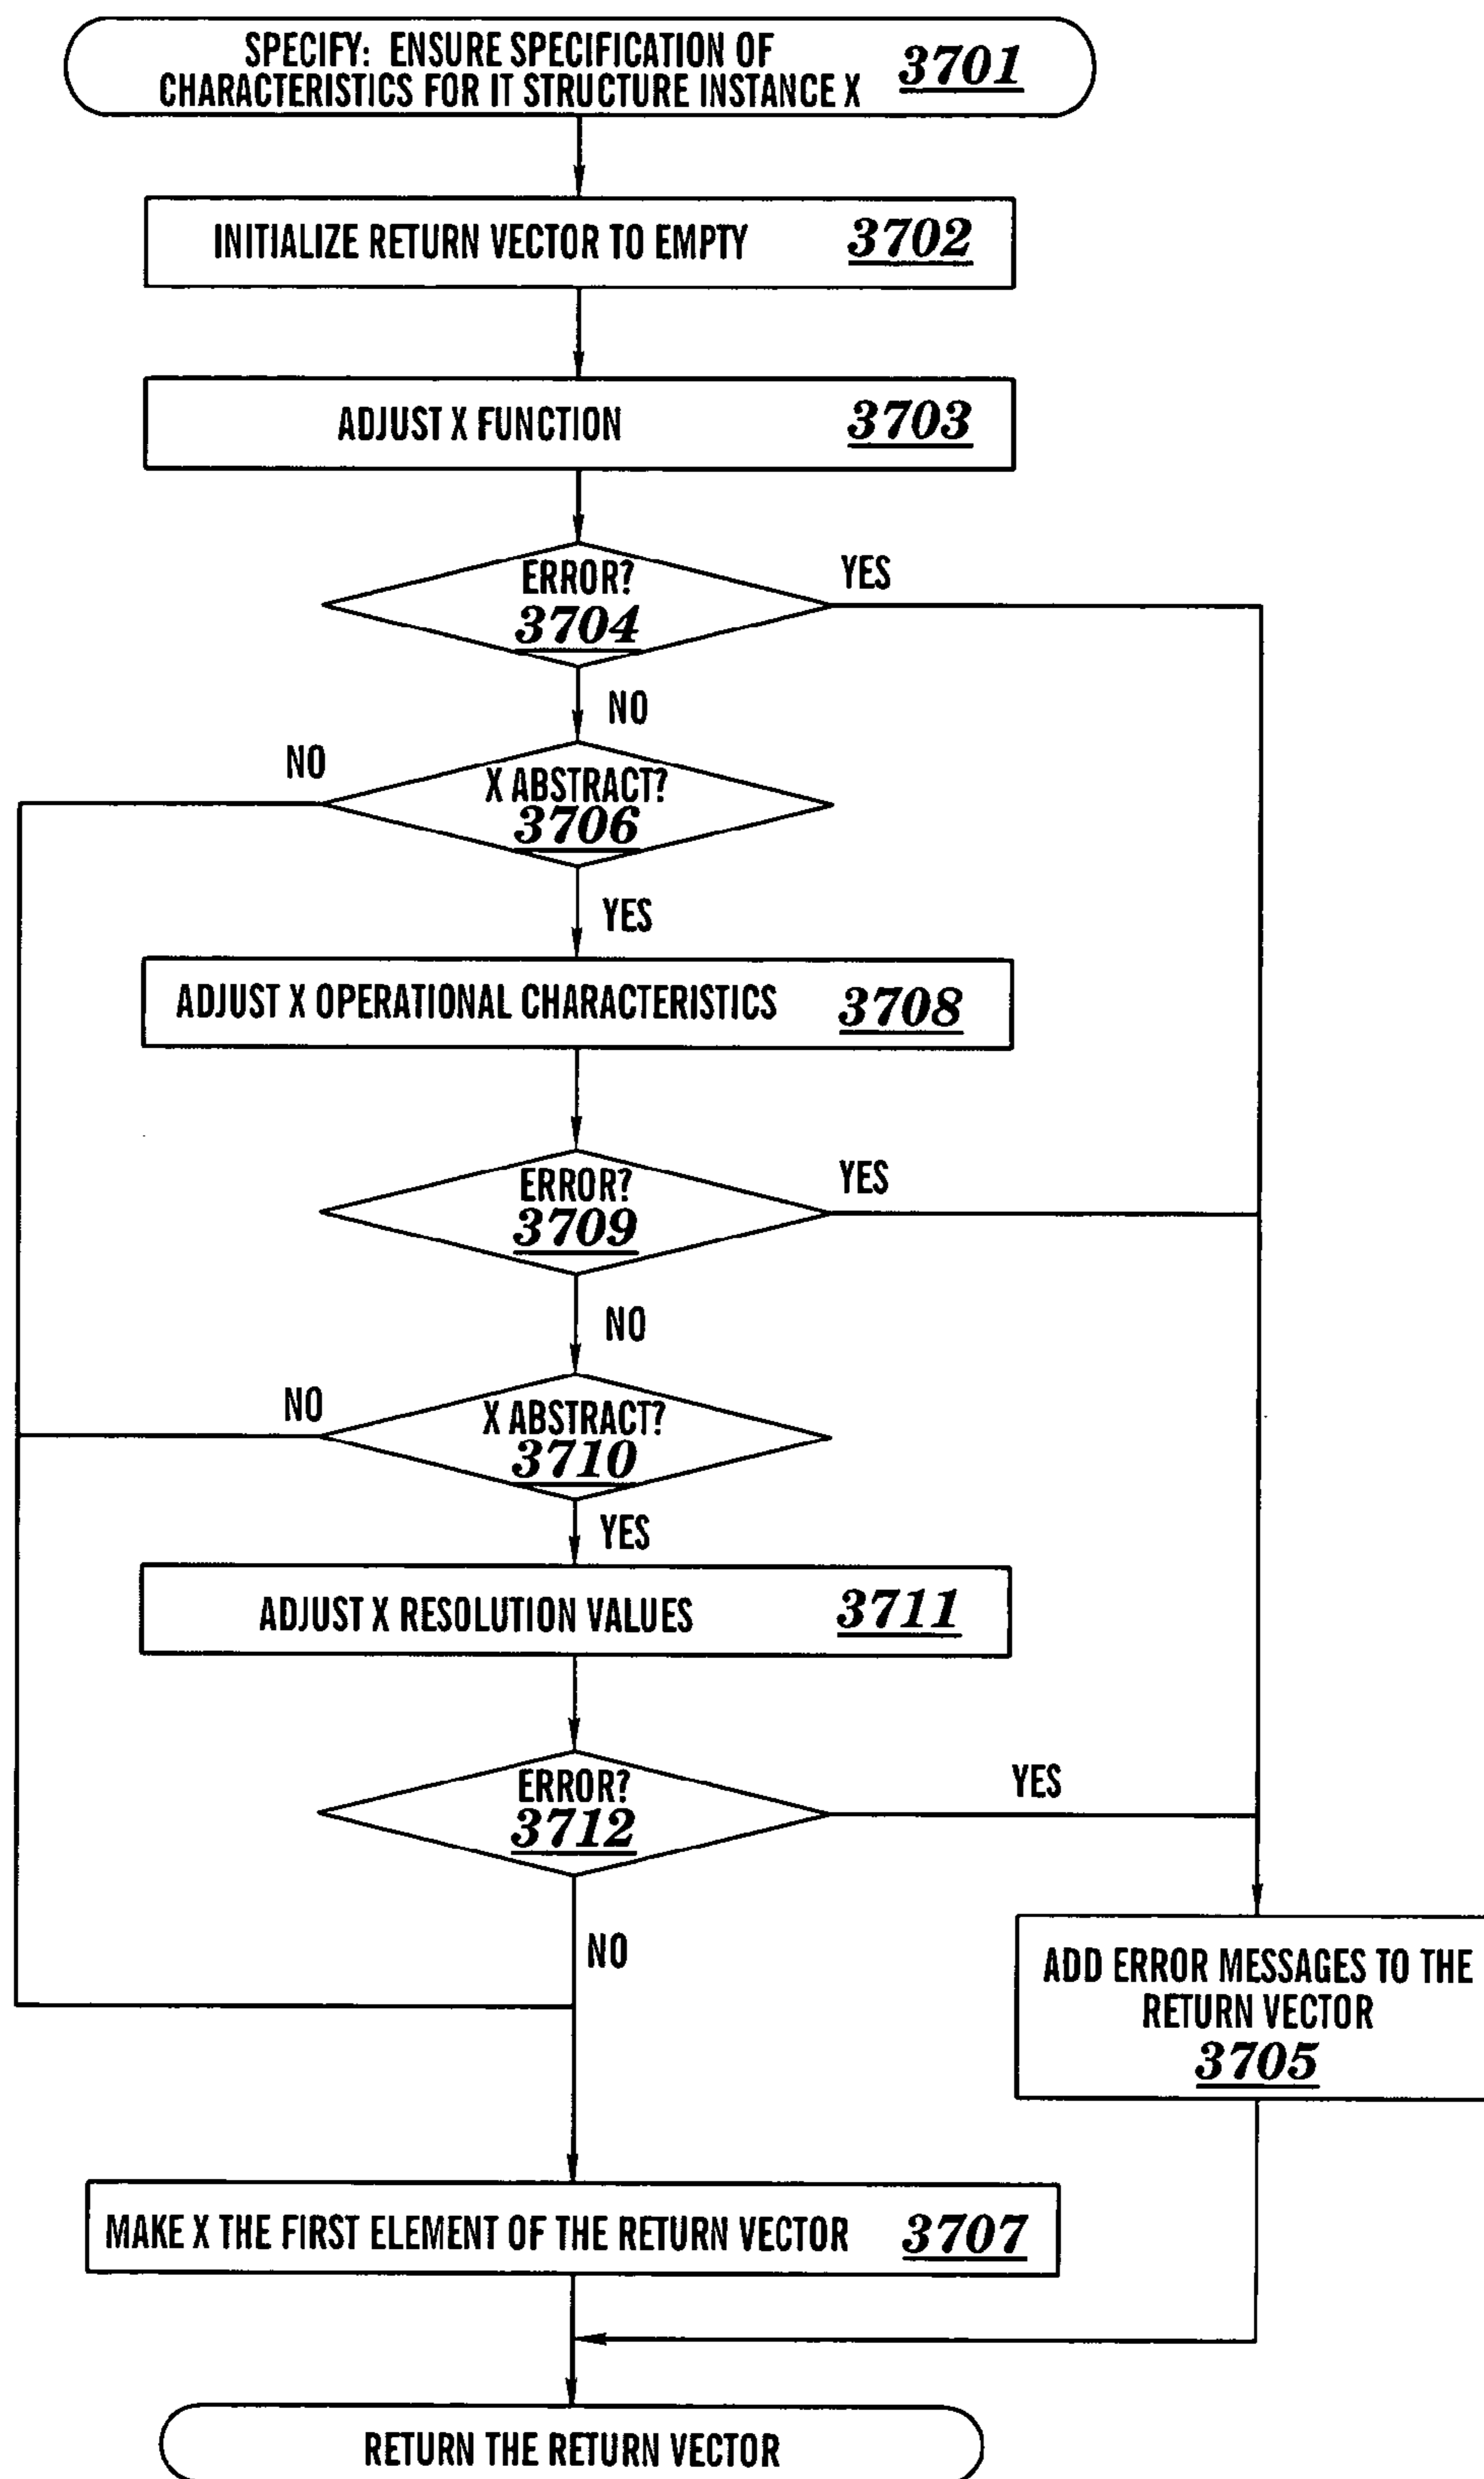 SPECIFY: ENSURE SPECIFICATION OF
CHARACTERISTICS FOR IT STRUCTURE INSTANCE X
3701
INITIALIZE RETURN VECTOR TO EMPTY 3702
ADJUST X FUNCTION 3703
ERROR?
3704
YES
NO
X ABSTRACT?
3706
NO
YES
ADJUST X OPERATIONAL CHARACTERISTICS 3708
ERROR?
3709
YES
NO
X ABSTRACT?
3710
NO
YES
ADJUST X RESOLUTION VALUES 3711
ERROR?
3712
YES
NO
ADD ERROR MESSAGES TO THE
RETURN VECTOR
3705
MAKE X THE FIRST ELEMENT OF THE RETURN VECTOR 3707
RETURN THE RETURN VECTOR